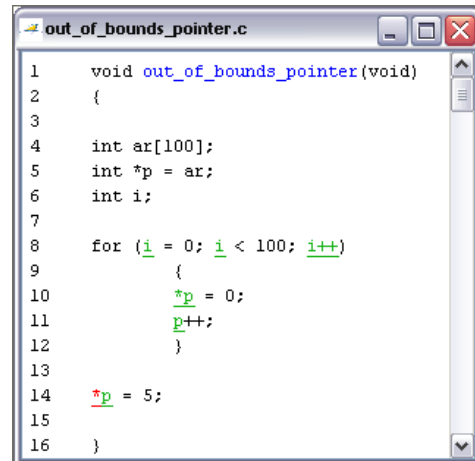 out_of_bounds_pointer.c
1 void out_of_bounds_pointer(void)
2 {
3
4 int ar[100];
5 int *p = ar;
6 int i;
7
8 for (i = 0; i < 100; i++)
9 {
10 *p = 0;
11 p++;
12 }
13
14 *p = 5;
15
16 }